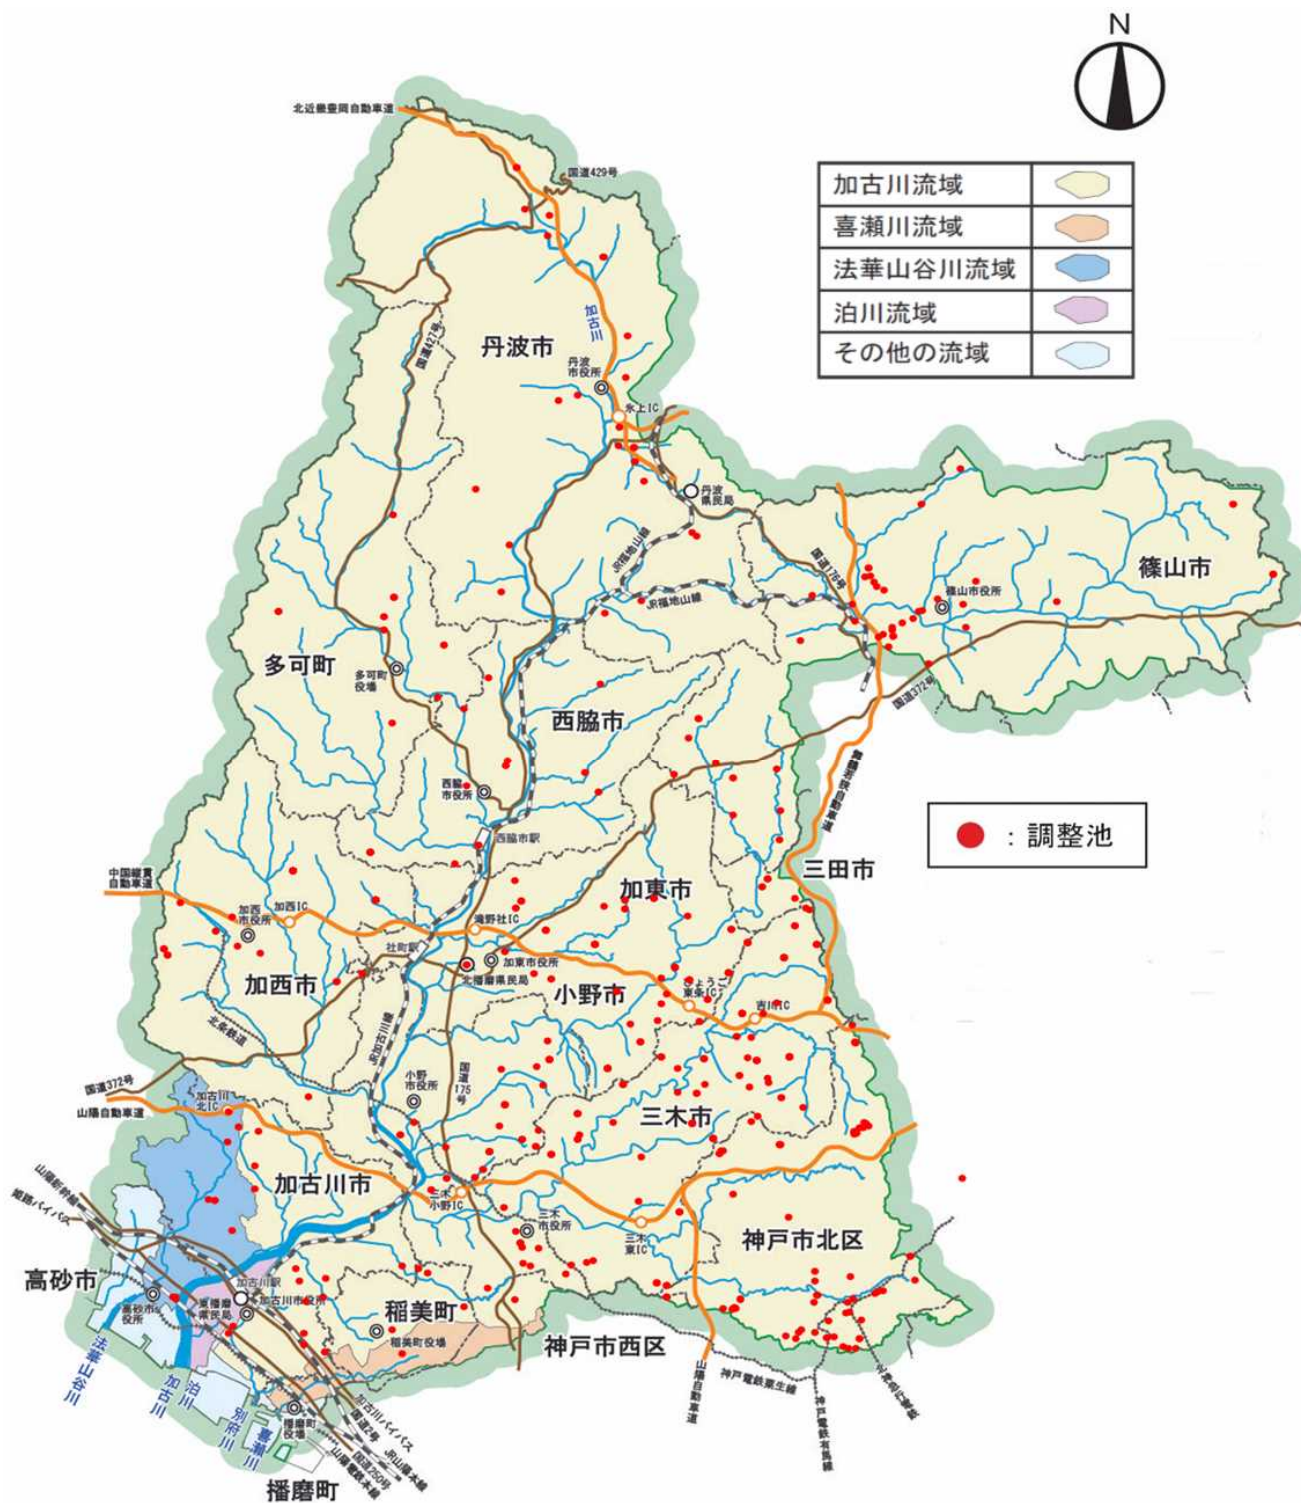 N
北近畿豊岡自動車道
国道429号
加古川流域
喜瀬川流域
法華山谷川流域
泊川流域
その他の流域
加古川
国道427号
丹波市
丹波
市役所
氷上IC
丹波
県民局
JR福地山線
JR福地山線
国道176号
篠山市
篠山市役所
多可町
多可町
役場
西脇市
国道372号
舞鶴若狭自動車道
西脇
市役所
西脇市駅
：調整池
三田市
中国縦貫
自動車道
加西
市役所
加西IC
滝野社IC
加東市
社町駅
加東市役所
北播磨県民局
加西市
小野市
ひょうご
東条IC
吉川IC
北条鉄道
JR加古川線
国道
175
号
小野
市役所
国道372号
山陽自動車道
加古川
北IC
三木市
加古川市
三木
小野IC
三木
市役所
三木
東IC
神戸市北区
山陽新幹線
姫路バイパス
高砂市
高砂市
役所
加古川駅
東播磨
県民局
加古川市役所
稲美町
稲美町役場
神戸市西区
山陽自動車道
神戸電鉄粟生線
神戸電鉄有馬線
法華山谷川
加古川
泊川
別府川
喜瀬川
播磨町
役場
加古川バイパス
国道2号
JR山陽本線
国道250号
山陽電鉄本線
播磨町